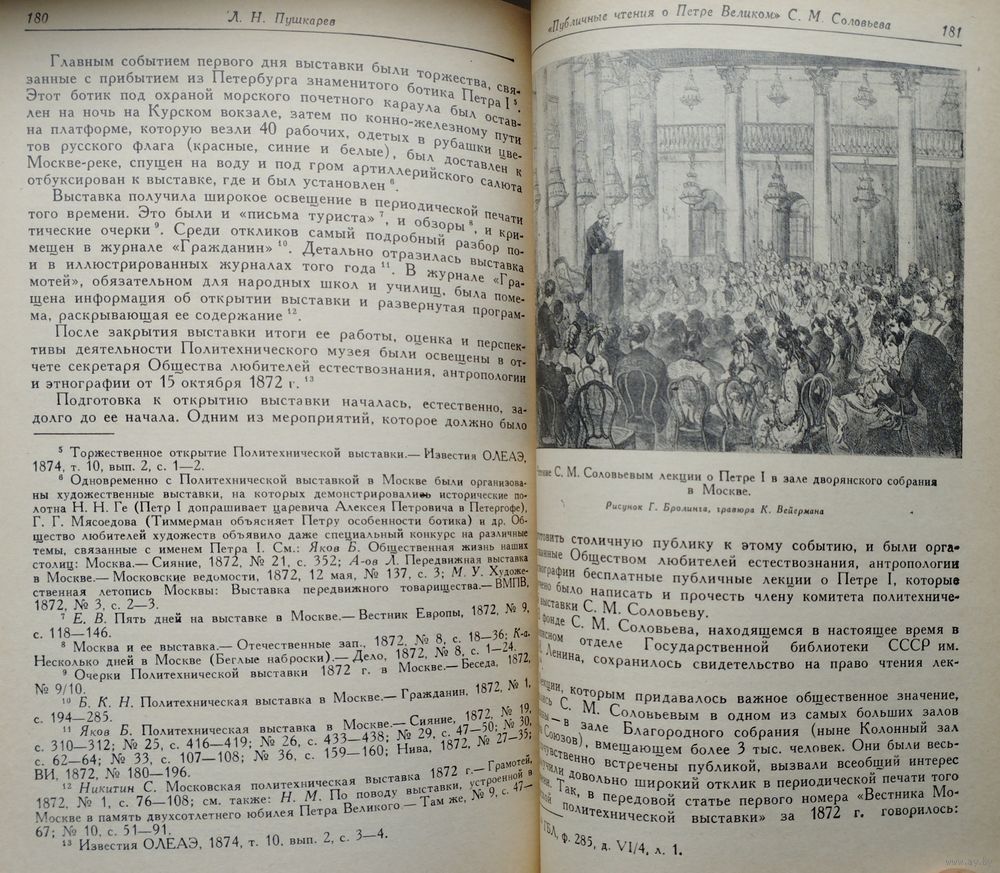 180
Л. Н. Пушкарев
Главным событием первого дня выставки были торжества, свя-
занные с прибытием из Петербурга знаменитого ботика Петра I ⁵.
Этот ботик под охраной морского почетного караула был остав-
лен на ночь на Курском вокзале, затем по конно-железному пути
на платформе, которую везли 40 рабочих, одетых в рубашки цве-
тов русского флага (красные, синие и белые), был доставлен к
Москве-реке, спущен на воду и под гром артиллерийского салюта
отбуксирован к выставке, где и был установлен ⁶.
Выставка получила широкое освещение в периодической печати
того времени. Это были и «письма туриста» ⁷, и обзоры ⁸, и кри-
тические очерки ⁹. Среди откликов самый подробный разбор по-
мещен в журнале «Гражданин» ¹⁰. Детально отразилась выставка
и в иллюстрированных журналах того года ¹¹. В журнале «Гра-
мотей», обязательном для народных школ и училищ, была поме-
щена информация об открытии выставки и развернутая програм-
ма, раскрывающая ее содержание ¹².
После закрытия выставки итоги ее работы, оценка и перспек-
тивы деятельности Политехнического музея были освещены в от-
чете секретаря Общества любителей естествознания, антропологии
и этнографии от 15 октября 1872 г. ¹³
Подготовка к открытию выставки началась, естественно, за-
долго до ее начала. Одним из мероприятий, которое должно было
⁵ Торжественное открытие Политехнической выставки.— Известия ОЛЕАЭ,
1874, т. 10, вып. 2, с. 1—2.
⁶ Одновременно с Политехнической выставкой в Москве были организова-
ны художественные выставки, на которых демонстрировались исторические по-
лотна Н. Н. Ге (Петр I допрашивает царевича Алексея Петровича в Петергофе),
Г. Г. Мясоедова (Тиммерман объясняет Петру особенности ботика) и др. Об-
щество любителей художеств объявило даже специальный конкурс на различные
темы, связанные с именем Петра I. См.: Яков Б. Общественная жизнь наших
столиц: Москва.— Сияние, 1872, № 21, с. 352; А-ов Л. Передвижная выставка
в Москве.— Московские ведомости, 1872, 12 мая, № 137, с. 3; М. У. Художе-
ственная летопись Москвы: Выставка передвижного товарищества.— ВМПВ,
1872, № 3, с. 2—3.
⁷ Е. В. Пять дней на выставке в Москве.— Вестник Европы, 1872, № 9,
с. 118—146.
⁸ Москва и ее выставка.— Отечественные зап., 1872, № 8, с. 18—36; К-а.
Несколько дней в Москве (Беглые наброски).— Дело, 1872, № 8, с. 1—24.
⁹ Очерки Политехнической выставки 1872 г. в Москве.— Беседа, 1872,
№ 9/10.
¹⁰ Б. К. Н. Политехническая выставка в Москве.— Гражданин, 1872, № 1,
с. 194—285.
¹¹ Яков Б. Политехническая выставка в Москве.— Сияние, 1872, № 19,
с. 310—312; № 25, с. 416—419; № 26, с. 433—438; № 29, с. 47—50; № 30,
с. 62—64; № 33, с. 107—108; № 36, с. 159—160; Нива, 1872, № 27—35;
ВИ, 1872, № 180—196.
¹² Никитин С. Московская политехническая выставка 1872 г.— Грамотей,
1872, № 1, с. 76—108; см. также: Н. М. По поводу выставки, устроенной в
Москве в память двухсотлетнего юбилея Петра Великого.— Там же, № 9, с. 47—
67; № 10, с. 51—91.
¹³ Известия ОЛЕАЭ, 1874, т. 10, вып. 2, с. 3—4.
«Публичные чтения о Петре Великом» С. М. Соловьева
181
С. М. Соловьевым лекции о Петре I в зале дворянского собрания
в Москве.
Рисунок Г. Бролинга, гравюра К. Вейермана
столичную публику к этому событию, и были орга-
Обществом любителей естествознания, антропологии
бесплатные публичные лекции о Петре I, которые
было написать и прочесть члену комитета политехниче-
выставки С. М. Соловьеву.
фонде С. М. Соловьева, находящемся в настоящее время в
отделе Государственной библиотеки СССР им.
Ленина, сохранилось свидетельство на право чтения лек-
которым придавалось важное общественное значение,
С. М. Соловьевым в одном из самых больших залов
— в зале Благородного собрания (ныне Колонный зал
Союзов), вмещающем более 3 тыс. человек. Они были весь-
встречены публикой, вызвали всеобщий интерес
довольно широкий отклик в периодической печати того
Так, в передовой статье первого номера «Вестника Мо-
политехнической выставки» за 1872 г. говорилось:
ГБЛ, ф. 285, д. VI/4, л. 1.
www.ay.by